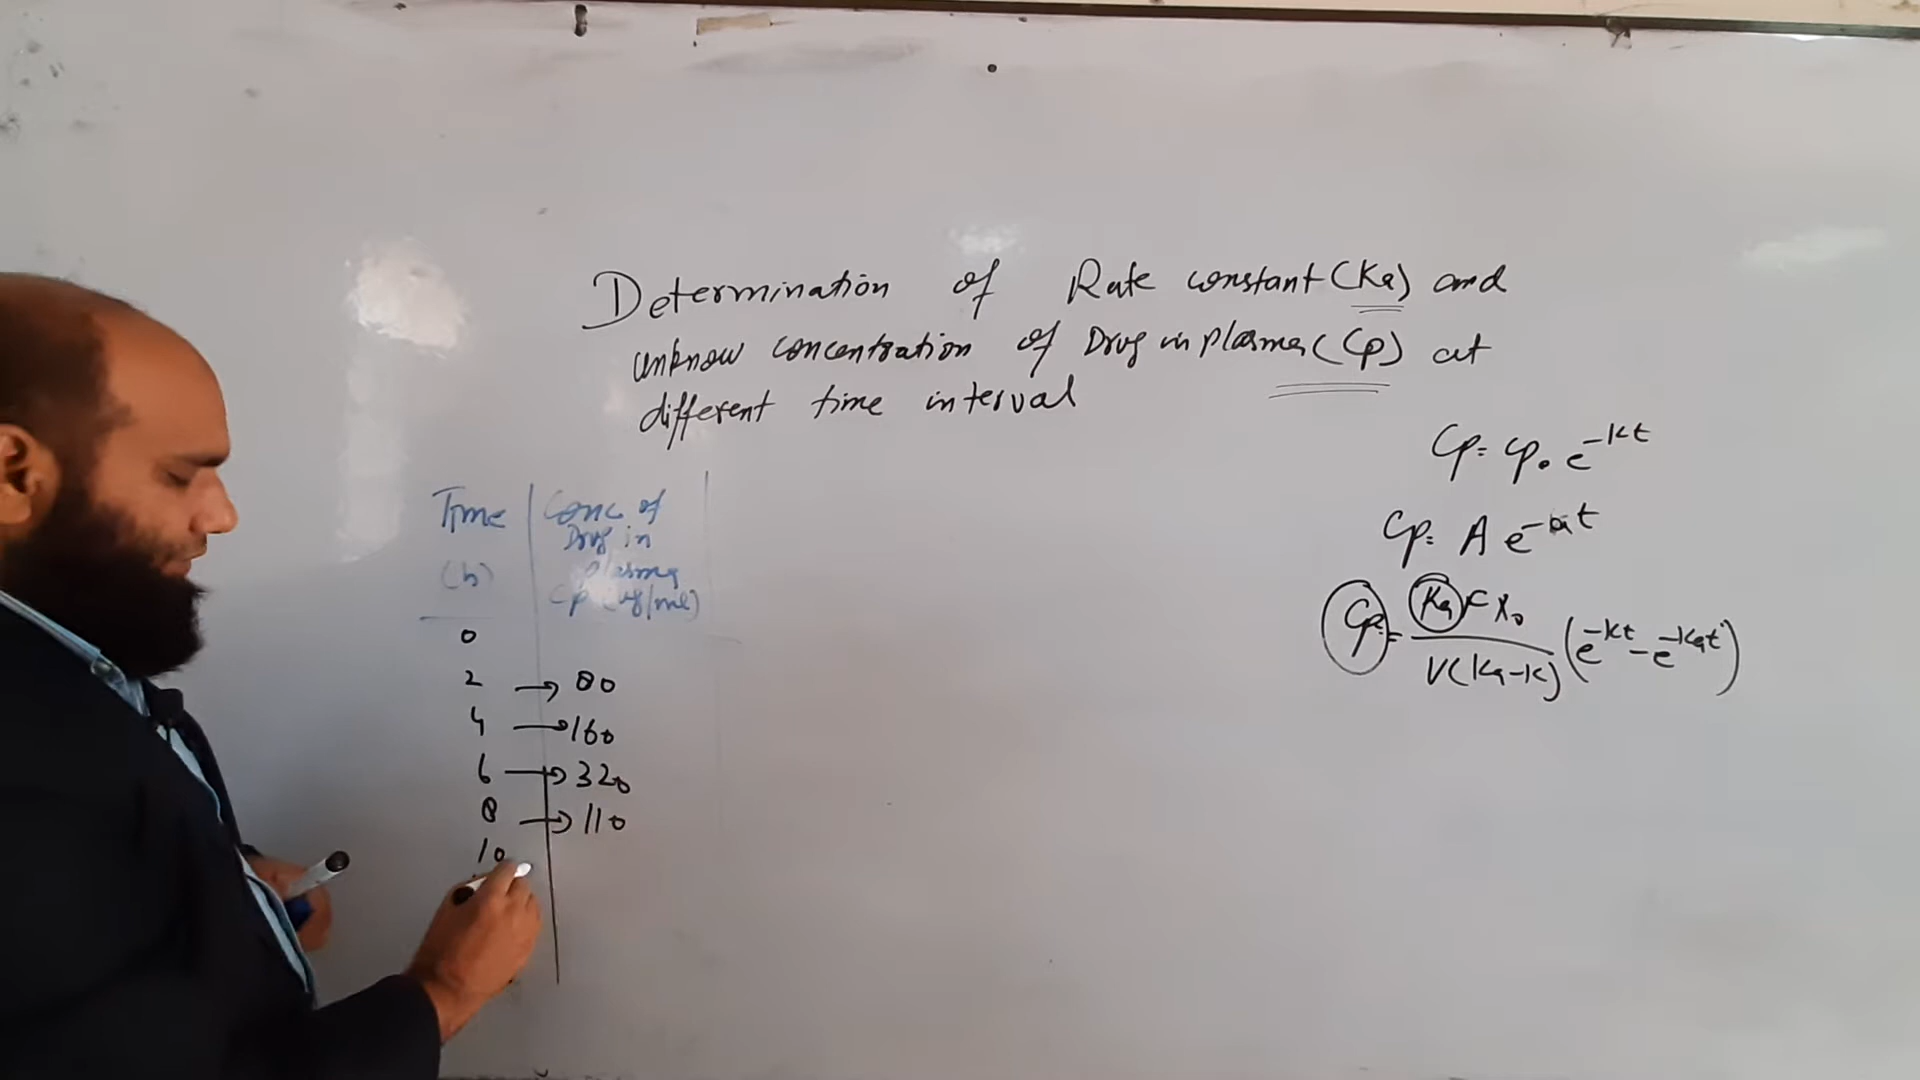 Determination of Rate constant (Ka) and
unknow concentration of Drug in plasma (Cp) at
different time interval
Cp = Cp₀ e^-kt
Cp = A e^-at
Cp = Ka F X₀ / V(Ka-K) (e^-kt - e^-kat)
Time
(h)
Conc of
Drug in
plasma
Cp (ug/ml)
0
2 → 80
4 → 160
6 → 320
8 → 110
10